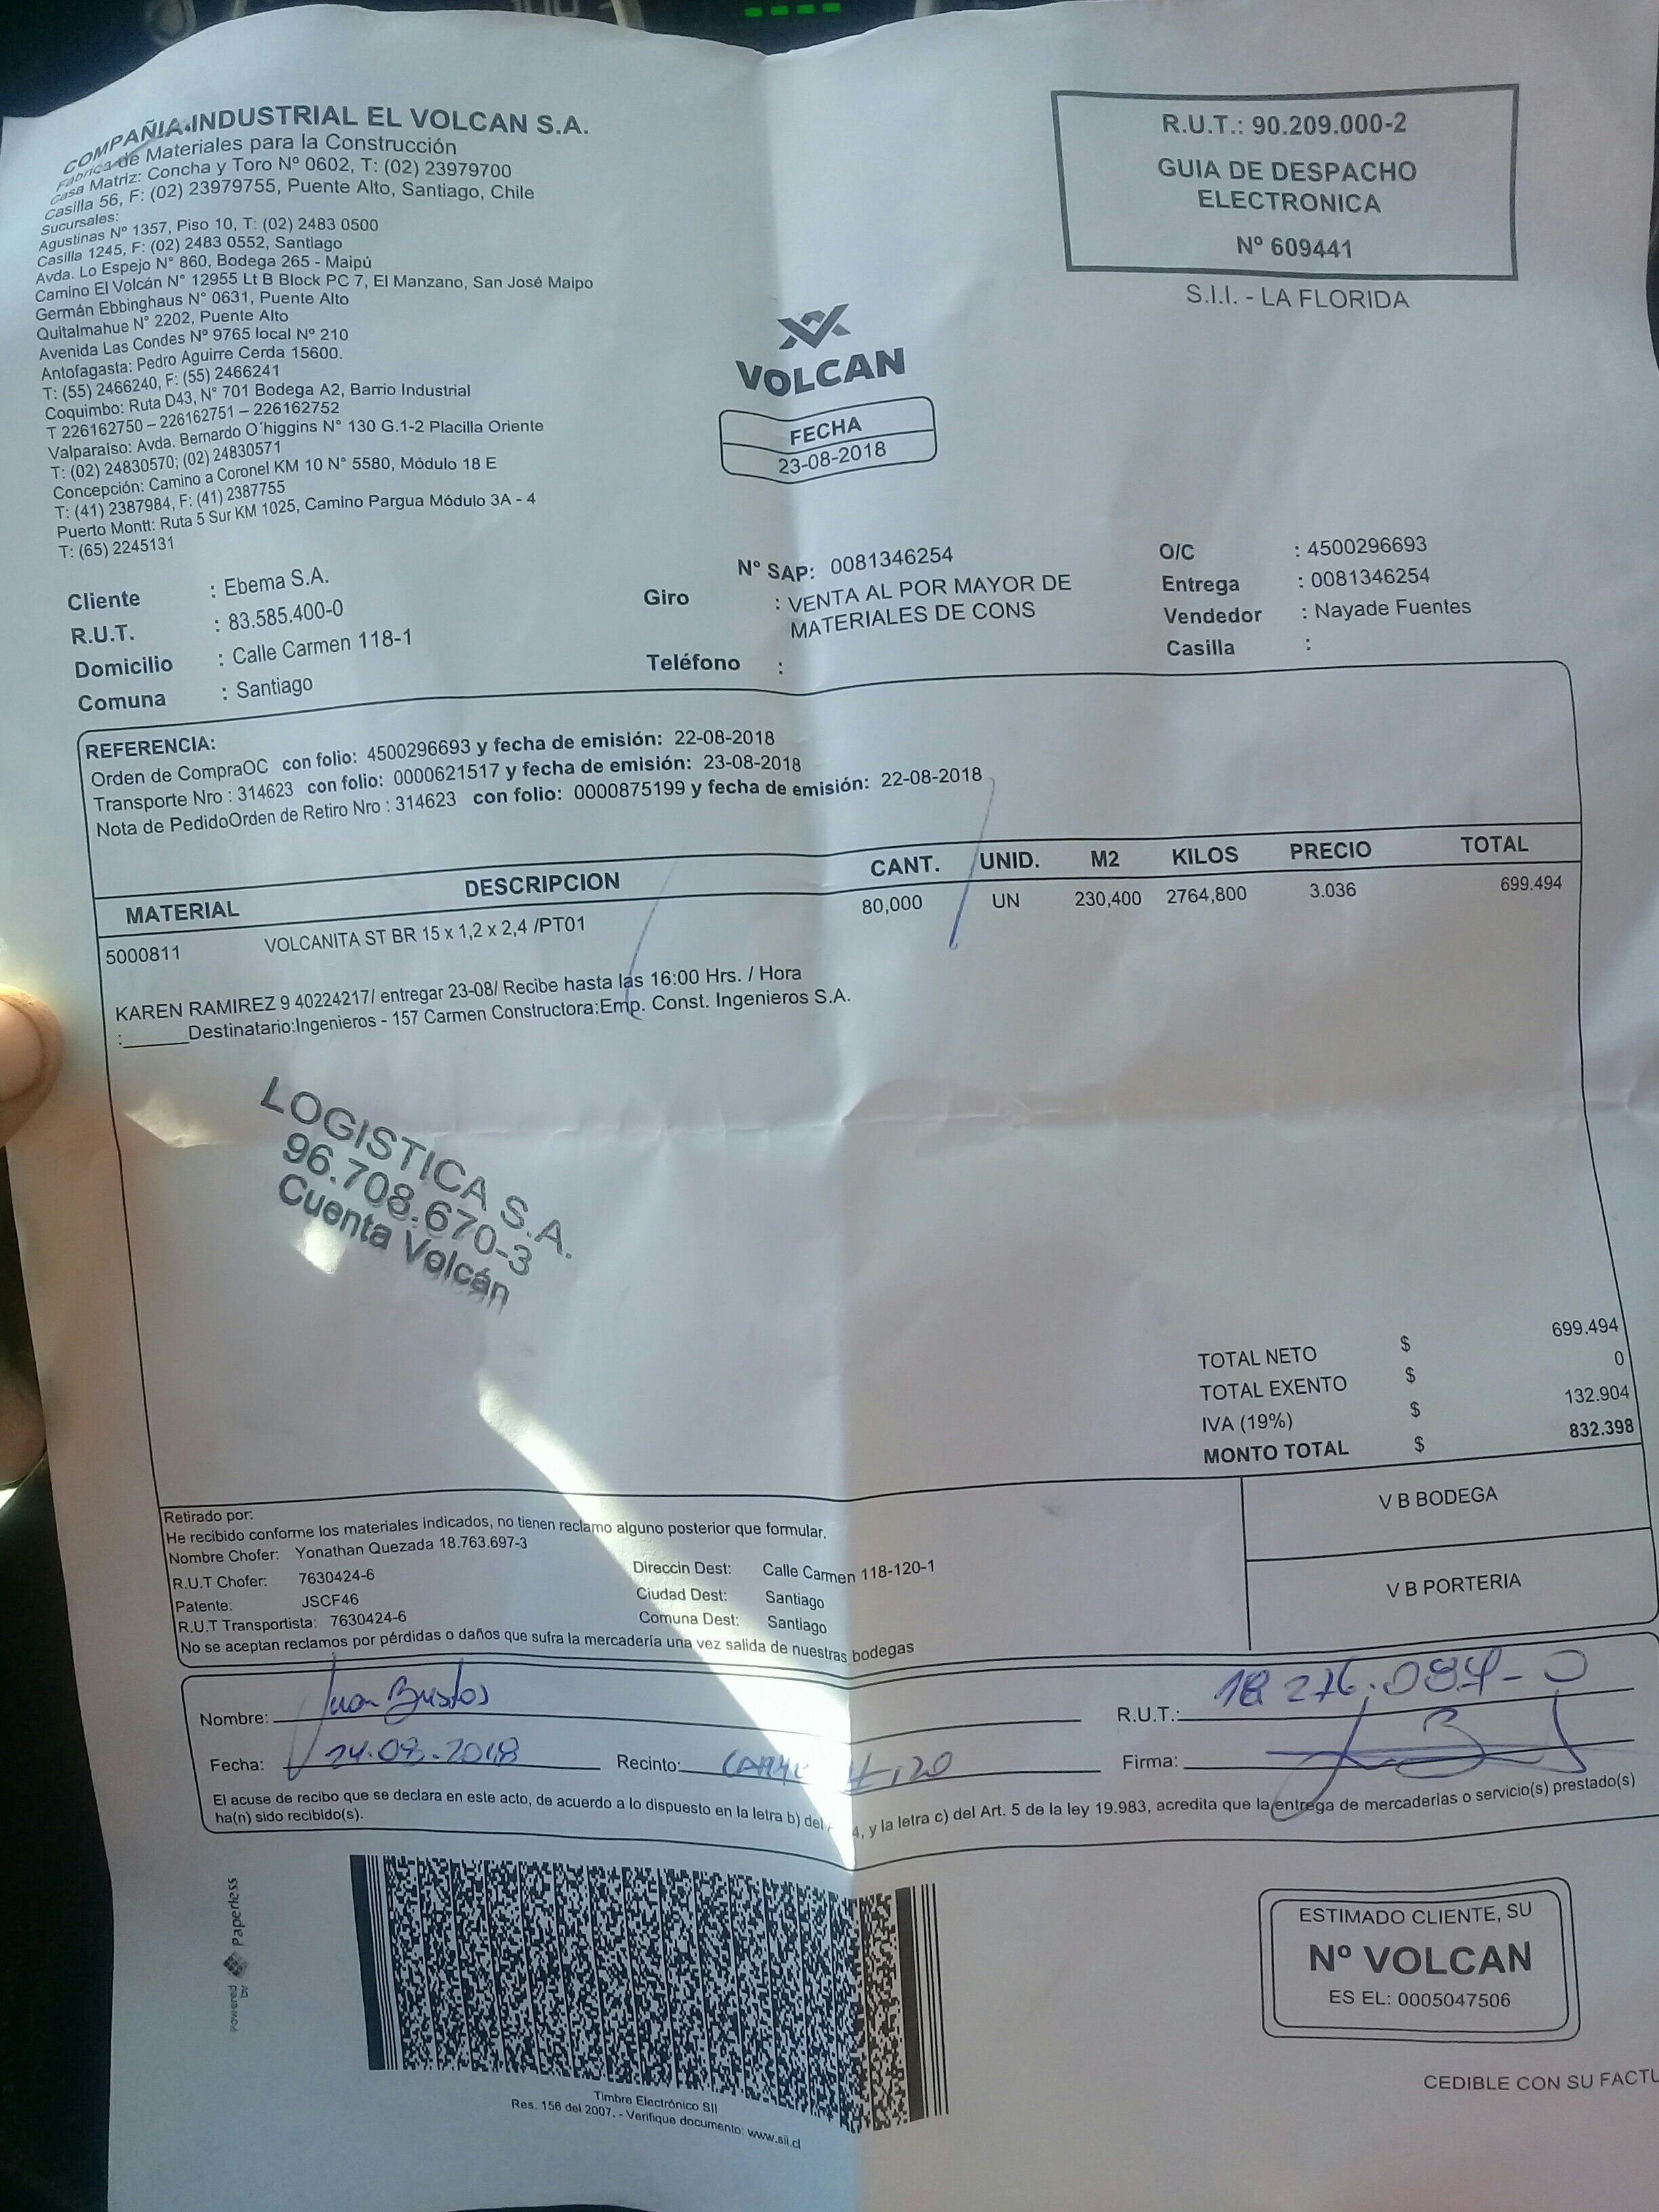 COMPAÑIA INDUSTRIAL EL VOLCAN S.A.
Fábrica de Materiales para la Construcción
Casa Matriz: Concha y Toro Nº 0602, T: (02) 23979700
Casilla 56, F: (02) 23979755, Puente Alto, Santiago, Chile
Sucursales:
Agustinas Nº 1357, Piso 10, T: (02) 2483 0500
Casilla 1245, F: (02) 2483 0552, Santiago
Avda. Lo Espejo N° 860, Bodega 265 - Maipú
Camino El Volcán N° 12955 Lt B Block PC 7, El Manzano, San José Maipo
Germán Ebbinghaus N° 0631, Puente Alto
Quitalmahue N° 2202, Puente Alto
Avenida Las Condes Nº 9765 local Nº 210
Antofagasta: Pedro Aguirre Cerda 15600.
T: (55) 2466240, F: (55) 2466241
Coquimbo: Ruta D43, N° 701 Bodega A2, Barrio Industrial
T 226162750 – 226162751 – 226162752
Valparaíso: Avda. Bernardo O´higgins N° 130 G.1-2 Placilla Oriente
T: (02) 24830570; (02) 24830571
Concepción: Camino a Coronel KM 10 N° 5580, Módulo 18 E
T: (41) 2387984, F: (41) 2387755
Puerto Montt: Ruta 5 Sur KM 1025, Camino Pargua Módulo 3A - 4
T: (65) 2245131
R.U.T.: 90.209.000-2
GUIA DE DESPACHO
ELECTRONICA
Nº 609441
S.I.I. - LA FLORIDA
VOLCAN
FECHA
23-08-2018
Cliente : Ebema S.A.
R.U.T. : 83.585.400-0
Domicilio : Calle Carmen 118-1
Comuna : Santiago
N° SAP: 0081346254
Giro : VENTA AL POR MAYOR DE
MATERIALES DE CONS
Teléfono :
O/C : 4500296693
Entrega : 0081346254
Vendedor : Nayade Fuentes
Casilla :
REFERENCIA:
Orden de CompraOC con folio: 4500296693 y fecha de emisión: 22-08-2018
Transporte Nro : 314623 con folio: 0000621517 y fecha de emisión: 23-08-2018
Nota de PedidoOrden de Retiro Nro : 314623 con folio: 0000875199 y fecha de emisión: 22-08-2018
MATERIAL DESCRIPCION CANT. UNID. M2 KILOS PRECIO TOTAL
5000811 VOLCANITA ST BR 15 x 1,2 x 2,4 /PT01 80,000 UN 230,400 2764,800 3.036 699.494
KAREN RAMIREZ 9 40224217/ entregar 23-08/ Recibe hasta las 16:00 Hrs. / Hora
:______Destinatario:Ingenieros - 157 Carmen Constructora:Emp. Const. Ingenieros S.A.
LOGISTICA S.A.
96.708.670-3
Cuenta Volcán
TOTAL NETO $ 699.494
TOTAL EXENTO $ 0
IVA (19%) $ 132.904
MONTO TOTAL $ 832.398
V B BODEGA
V B PORTERIA
Retirado por:
He recibido conforme los materiales indicados, no tienen reclamo alguno posterior que formular.
Nombre Chofer: Yonathan Quezada 18.763.697-3
R.U.T Chofer: 7630424-6
Patente: JSCF46
R.U.T Transportista: 7630424-6
Direccin Dest: Calle Carmen 118-120-1
Ciudad Dest: Santiago
Comuna Dest: Santiago
No se aceptan reclamos por pérdidas o daños que sufra la mercadería una vez salida de nuestras bodegas
Nombre: Juan Bustos R.U.T.: 18 276.084-0
Fecha: 24.08.2018 Recinto: 120 Firma:
El acuse de recibo que se declara en este acto, de acuerdo a lo dispuesto en la letra b) del 4, y la letra c) del Art. 5 de la ley 19.983, acredita que la entrega de mercaderías o servicio(s) prestado(s)
ha(n) sido recibido(s).
Powered by Paperless
Timbre Electrónico SII
Res. 156 del 2007. - Verifique documento: www.sii.cl
ESTIMADO CLIENTE, SU
Nº VOLCAN
ES EL: 0005047506
CEDIBLE CON SU FACTU